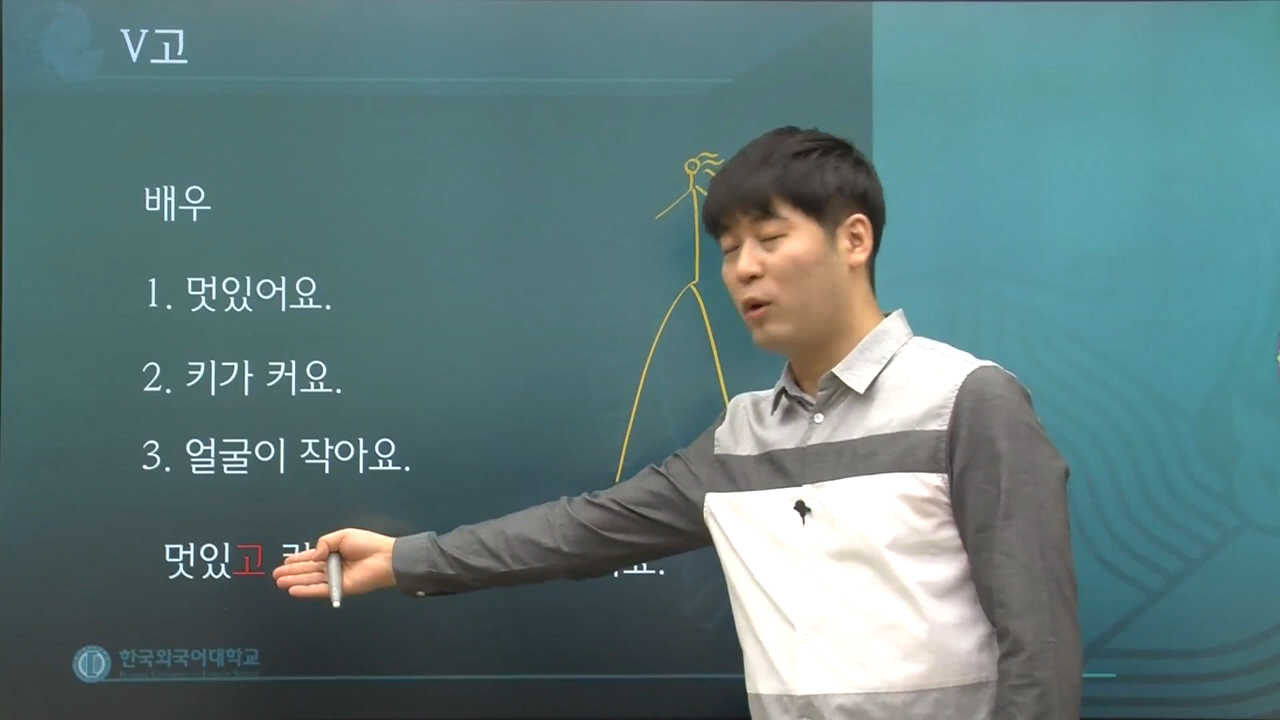 V고
배우
1. 멋있어요.
2. 키가 커요.
3. 얼굴이 작아요.
멋있고
한국외국어대학교